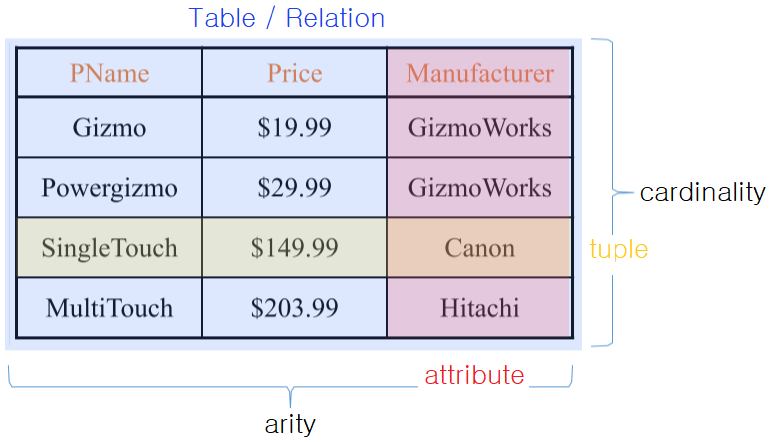 Table / Relation
PName Price Manufacturer
Gizmo $19.99 GizmoWorks
Powergizmo $29.99 GizmoWorks
cardinality
SingleTouch $149.99 Canon
tuple
MultiTouch $203.99 Hitachi
attribute
arity